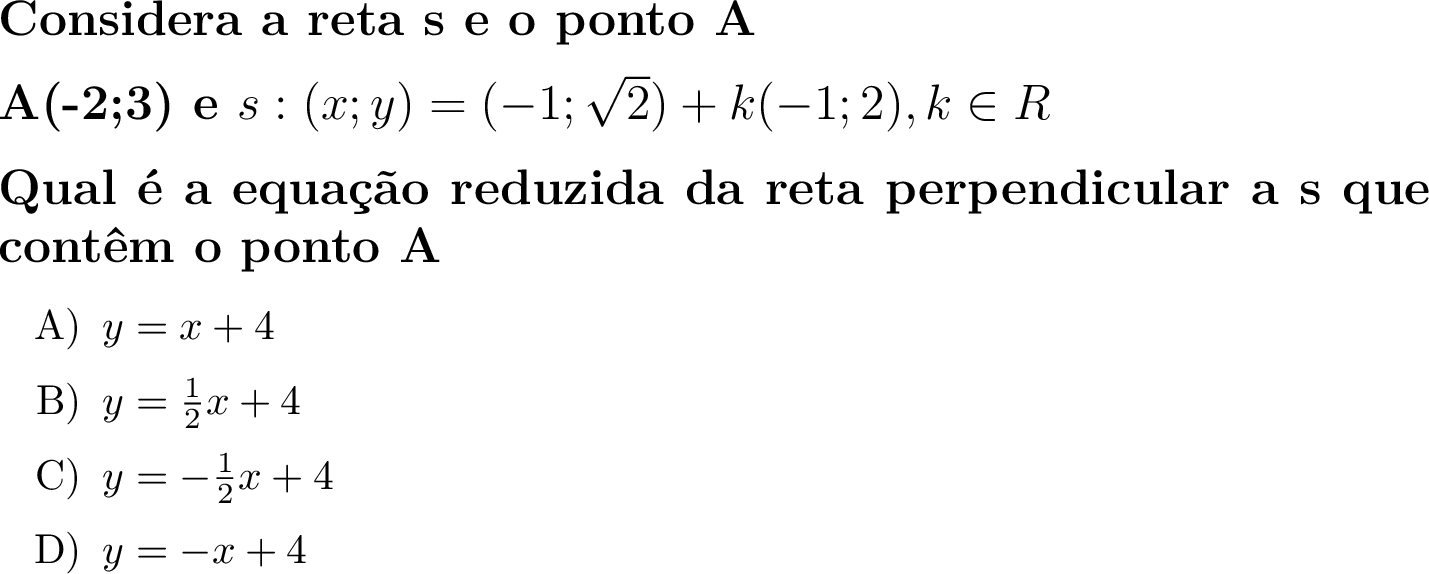 Considera a reta s e o ponto A
A(-2;3) e $s : (x; y) = (-1; \sqrt{2}) + k(-1; 2), k \in R$
Qual é a equação reduzida da reta perpendicular a s que
contêm o ponto A
A) $y = x + 4$
B) $y = \frac{1}{2}x + 4$
C) $y = -\frac{1}{2}x + 4$
D) $y = -x + 4$